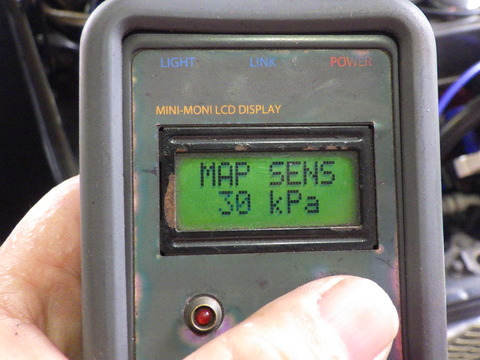 LIGHT LINK POWER
MINI-MONI LCD DISPLAY
MAP SENS
30 kPa